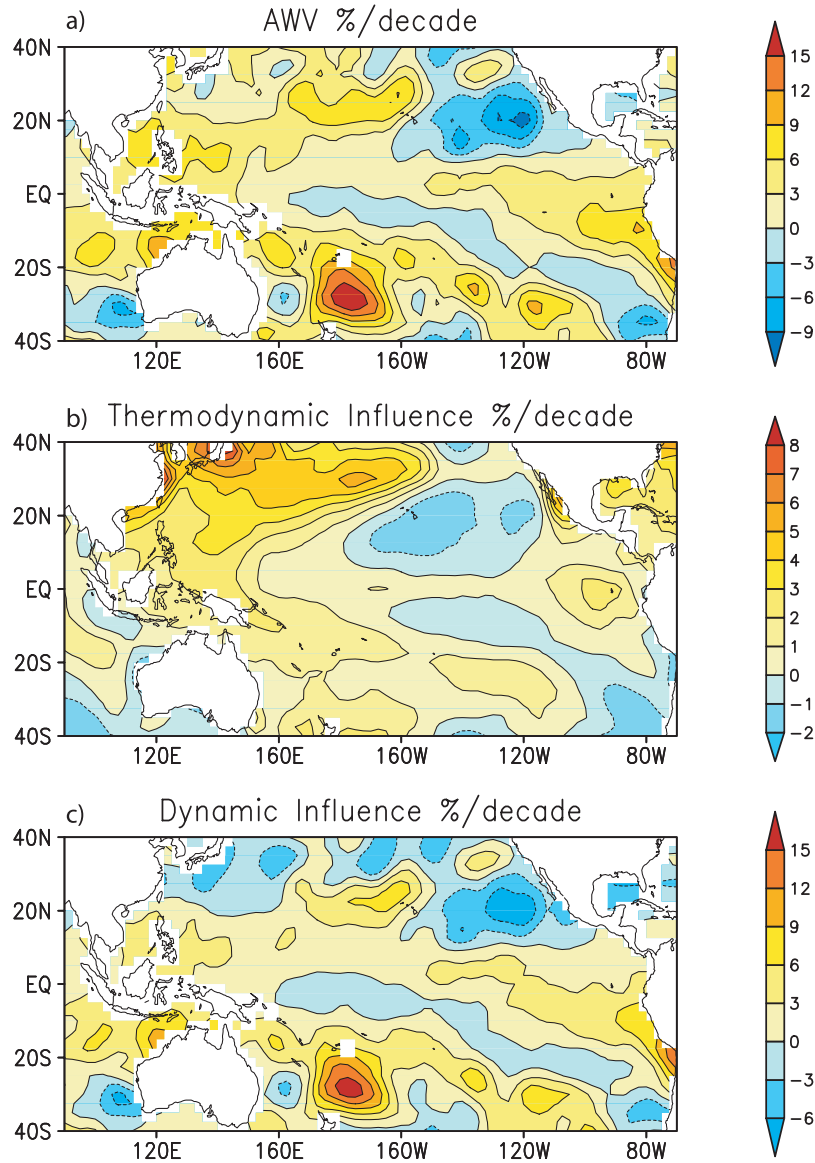 a) AWV %/decade
40N
20N
EQ
20S
40S
120E 160E 160W 120W 80W
15
12
9
6
3
0
-3
-6
-9
b) Thermodynamic Influence %/decade
40N
20N
EQ
20S
40S
120E 160E 160W 120W 80W
8
7
6
5
4
3
2
1
0
-1
-2
c) Dynamic Influence %/decade
40N
20N
EQ
20S
40S
120E 160E 160W 120W 80W
15
12
9
6
3
0
-3
-6